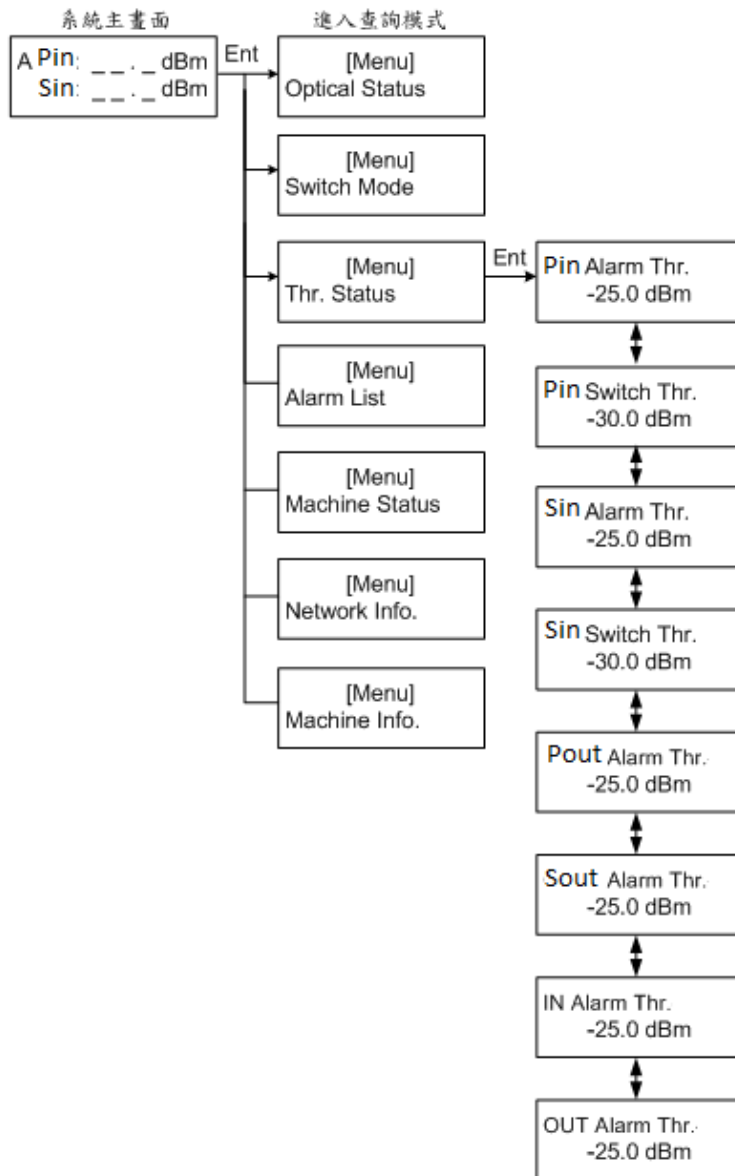 系統主畫面
進入查詢模式
A Pin: _ _ . _ dBm
Sin: _ _ . _ dBm
Ent
[Menu]
Optical Status
[Menu]
Switch Mode
[Menu]
Thr. Status
Ent
[Menu]
Alarm List
[Menu]
Machine Status
[Menu]
Network Info.
[Menu]
Machine Info.
Pin Alarm Thr.
-25.0 dBm
Pin Switch Thr.
-30.0 dBm
Sin Alarm Thr.
-25.0 dBm
Sin Switch Thr.
-30.0 dBm
Pout Alarm Thr.
-25.0 dBm
Sout Alarm Thr.
-25.0 dBm
IN Alarm Thr.
-25.0 dBm
OUT Alarm Thr.
-25.0 dBm